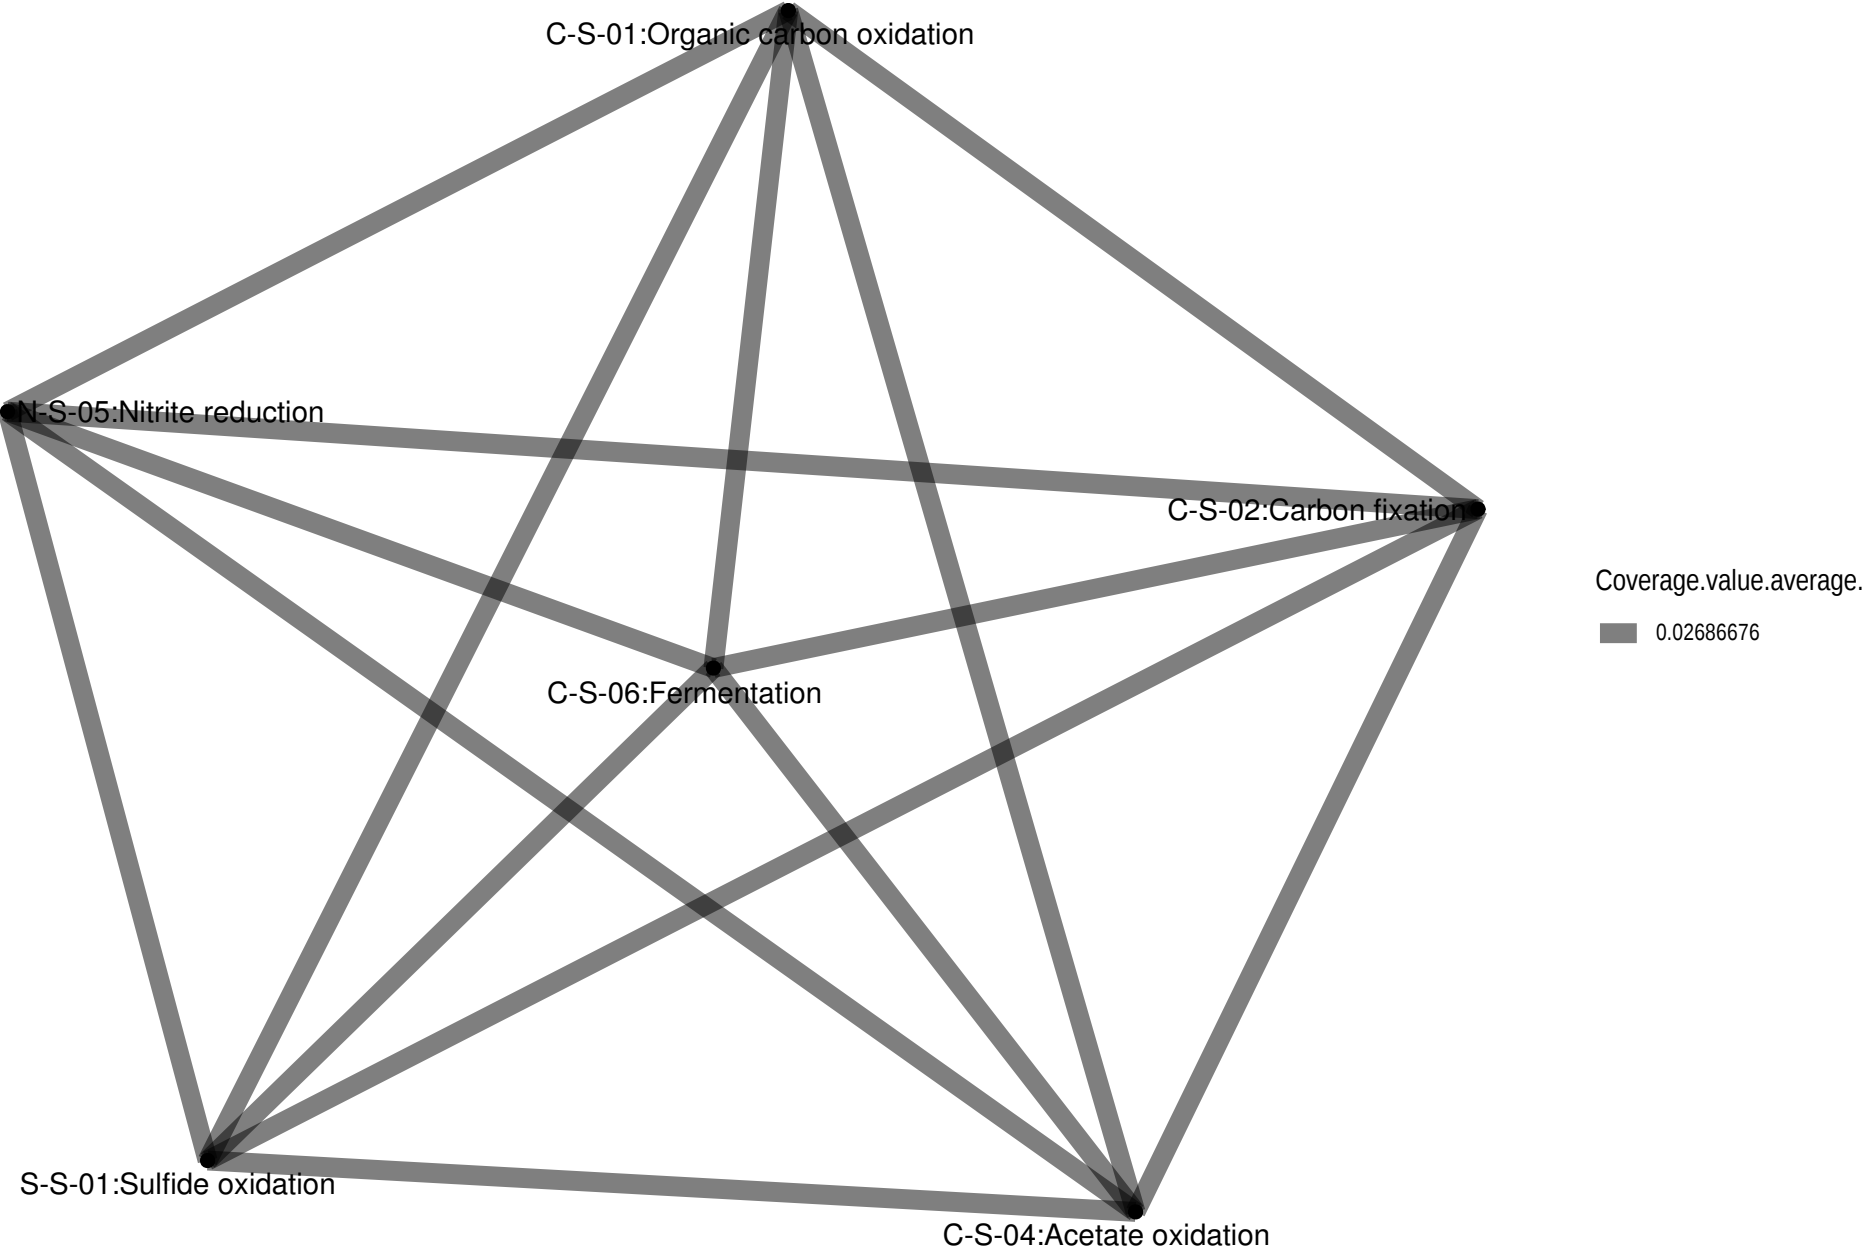 C-S-01:Organic carbon oxidation
N-S-05:Nitrite reduction
C-S-02:Carbon fixation
Coverage.value.average.
0.02686676
C-S-06:Fermentation
S-S-01:Sulfide oxidation
C-S-04:Acetate oxidation